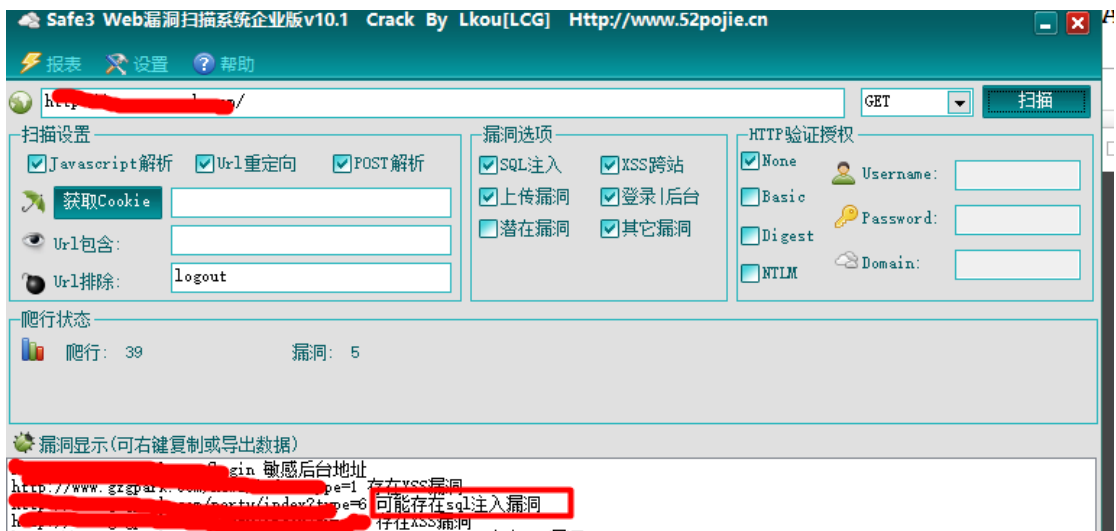 Safe3 Web漏洞扫描系统企业版v10.1 Crack By Lkou[LCG] Http://www.52pojie.cn
报表 设置 帮助
GET 扫描
扫描设置
Javascript解析 Url重定向 POST解析
获取Cookie
Url包含:
Url排除: logout
漏洞选项
SQL注入 XSS跨站
上传漏洞 登录|后台
潜在漏洞 其它漏洞
HTTP验证授权
None Username:
Basic
Password:
Digest
Domain:
NTLM
爬行状态
爬行: 39 漏洞: 5
漏洞显示(可右键复制或导出数据)
敏感后台地址
存在XSS漏洞
可能存在sql注入漏洞
存在XSS漏洞